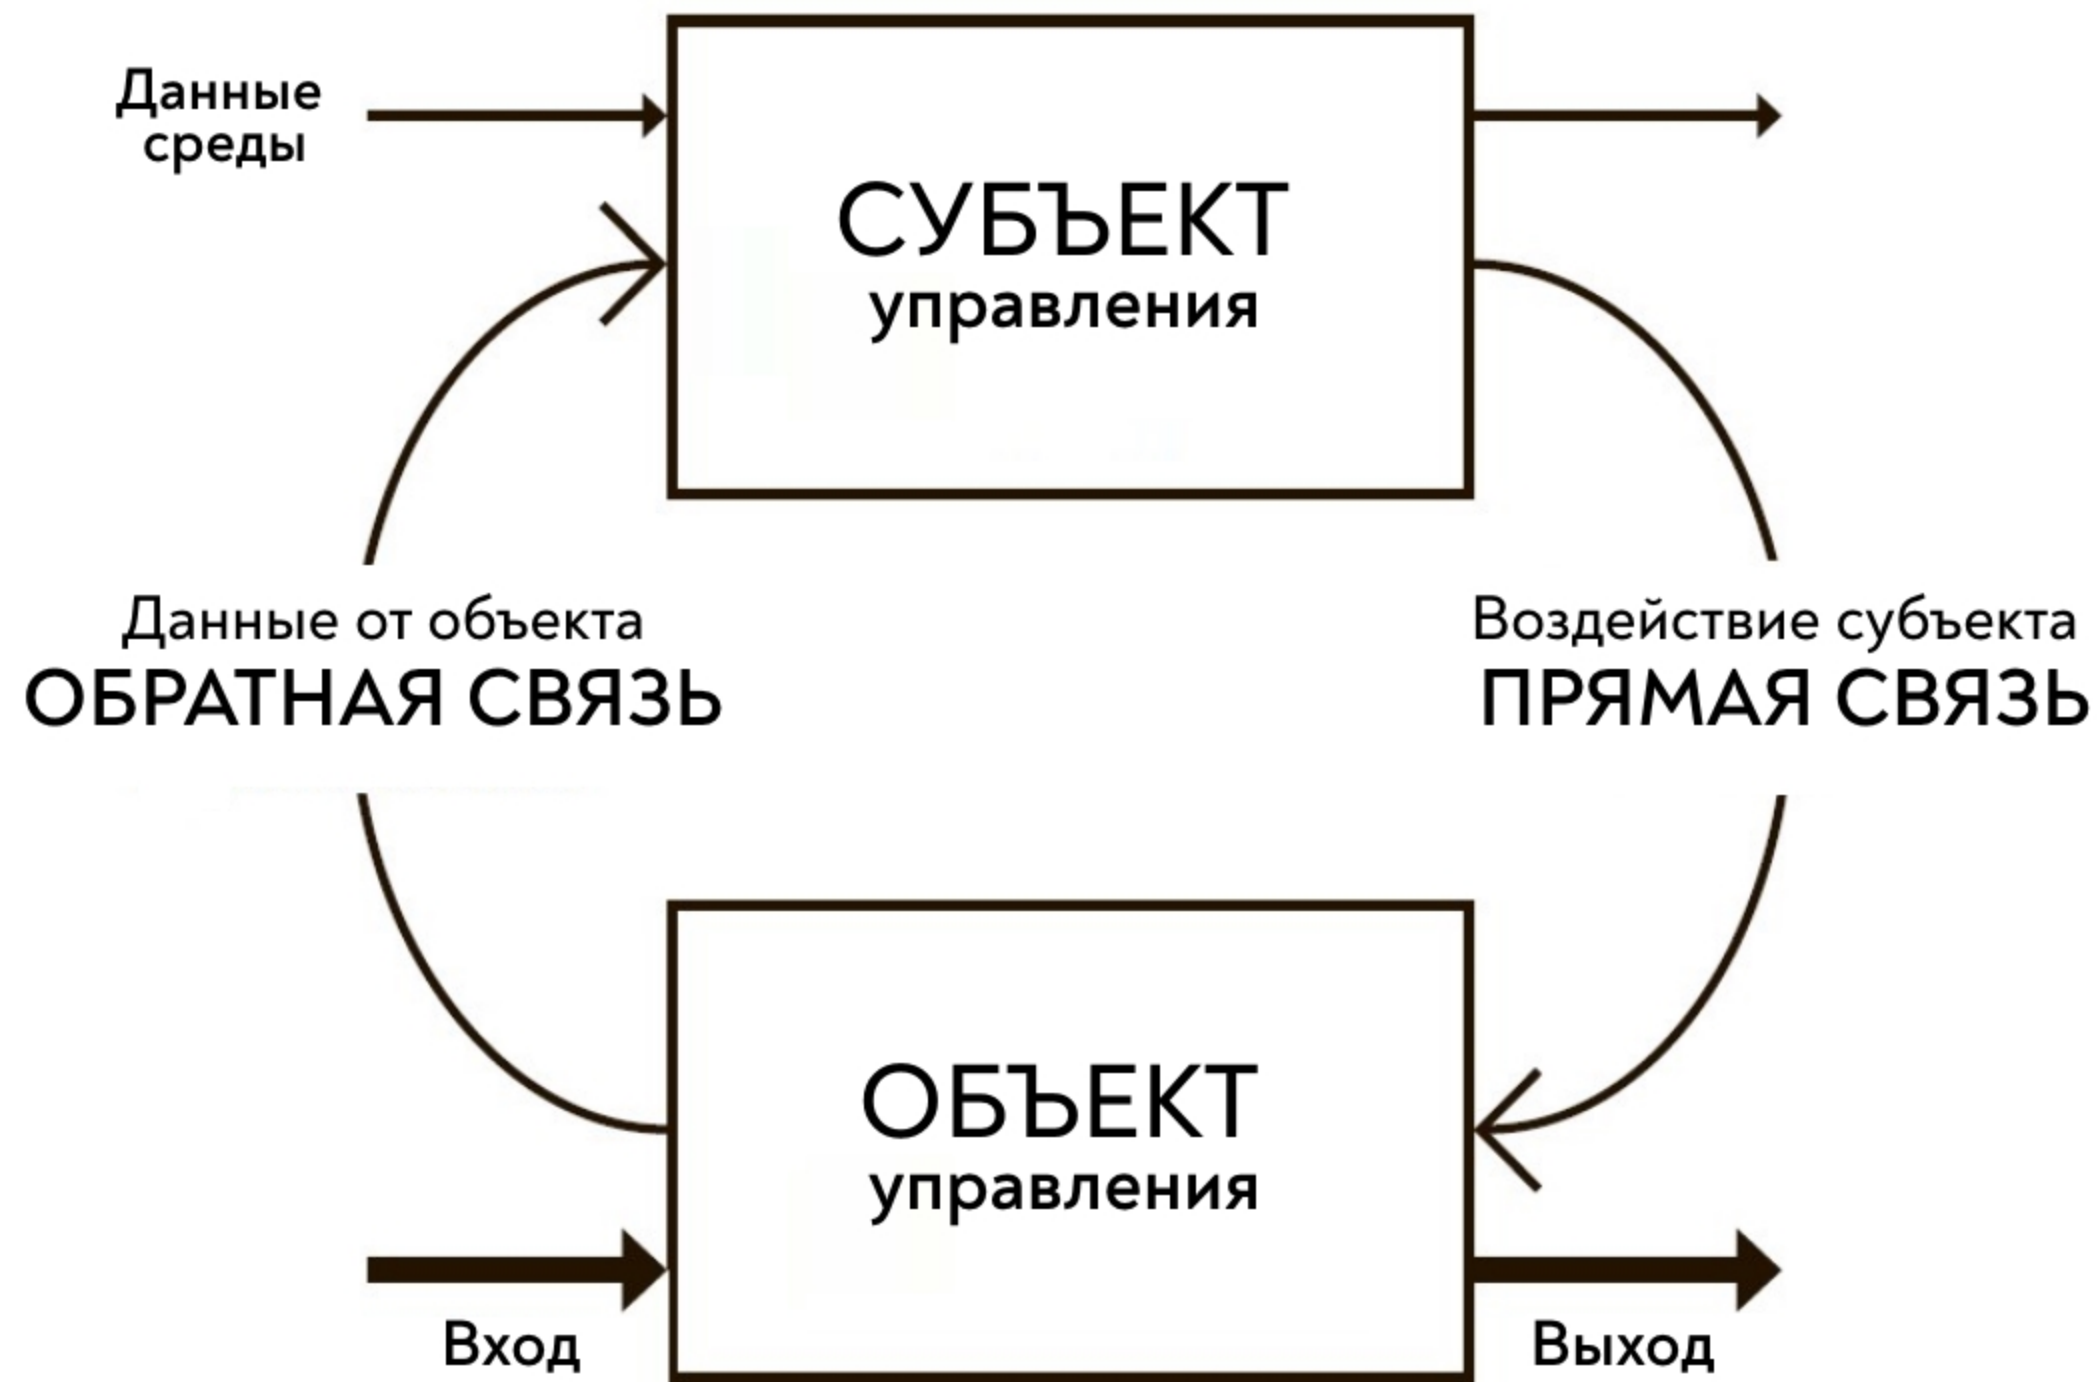 Данные
среды
СУБЪЕКТ
управления
Данные от объекта
ОБРАТНАЯ СВЯЗЬ
Воздействие субъекта
ПРЯМАЯ СВЯЗЬ
ОБЪЕКТ
управления
Вход
Выход